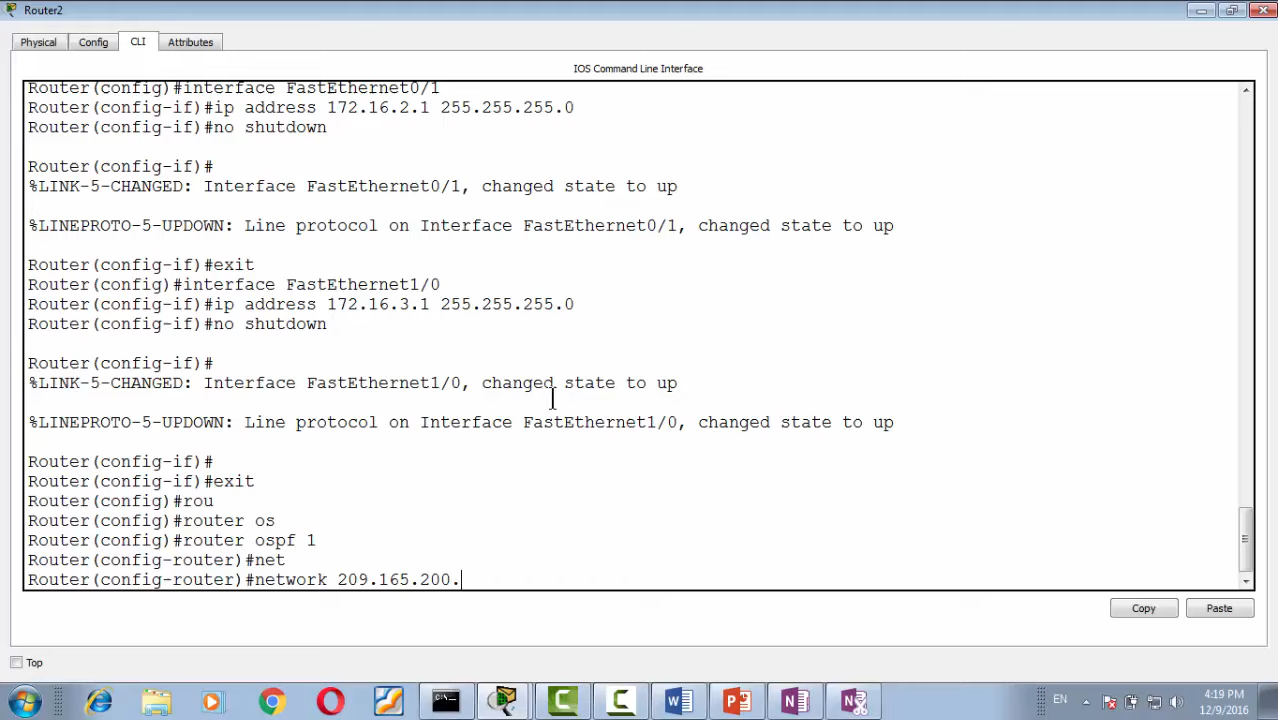 Router2
Physical Config CLI Attributes
IOS Command Line Interface
Router(config)#interface FastEthernet0/1
Router(config-if)#ip address 172.16.2.1 255.255.255.0
Router(config-if)#no shutdown
Router(config-if)#
%LINK-5-CHANGED: Interface FastEthernet0/1, changed state to up
%LINEPROTO-5-UPDOWN: Line protocol on Interface FastEthernet0/1, changed state to up
Router(config-if)#exit
Router(config)#interface FastEthernet1/0
Router(config-if)#ip address 172.16.3.1 255.255.255.0
Router(config-if)#no shutdown
Router(config-if)#
%LINK-5-CHANGED: Interface FastEthernet1/0, changed state to up
%LINEPROTO-5-UPDOWN: Line protocol on Interface FastEthernet1/0, changed state to up
Router(config-if)#
Router(config-if)#exit
Router(config)#rou
Router(config)#router os
Router(config)#router ospf 1
Router(config-router)#net
Router(config-router)#network 209.165.200.
Copy Paste
Top
EN
4:19 PM
12/9/2016